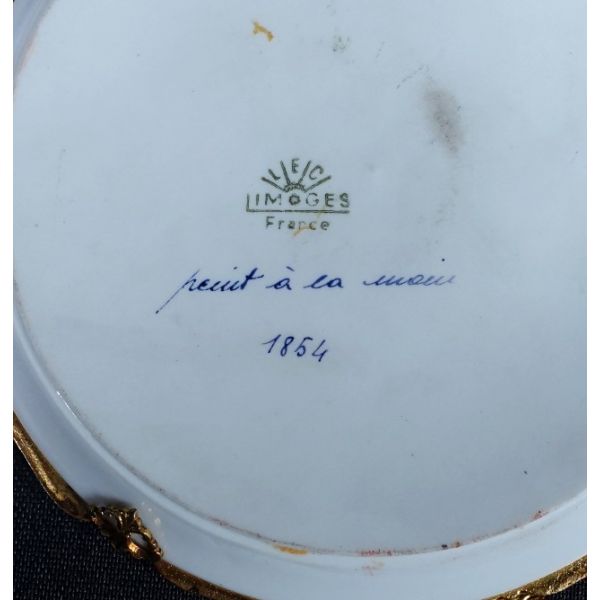 LEC
LIMOGES
France
peint à la main
1854